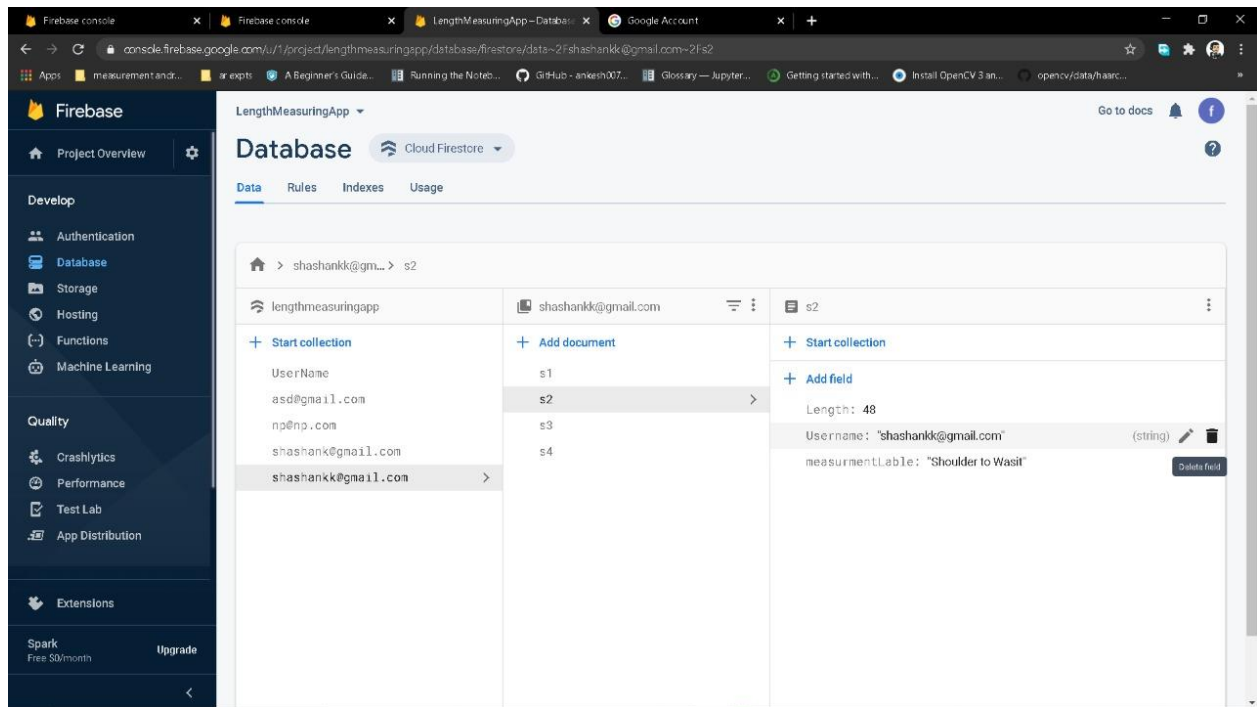 Firebase console
Firebase console
LengthMeasuringApp – Databas
Google Account
console.firebase.google.com/u/1/project/lengthmeasuringapp/database/firestore/data~2Fshashankk@gmail.com~2Fs2
Apps measurement andr... ar expts A Beginner's Guide... Running the Noteb... GitHub - ankesh007... Glossary — Jupyter... Getting started with... Install OpenCV 3 an... opencv/data/haarc... »
Firebase
LengthMeasuringApp
Go to docs
f
Project Overview
Database
Cloud Firestore
Data Rules Indexes Usage
Develop
Authentication
Database
Storage
Hosting
Functions
Machine Learning
Quality
Crashlytics
Performance
Test Lab
App Distribution
Extensions
Spark
Free $0/month
Upgrade
> shashankk@gm... > s2
lengthmeasuringapp
+ Start collection
UserName
asd@gmail.com
np@np.com
shashank@gmail.com
shashankk@gmail.com
shashankk@gmail.com
+ Add document
s1
s2
s3
s4
s2
+ Start collection
+ Add field
Length: 48
Username: "shashankk@gmail.com" (string)
measurmentLable: "Shoulder to Wasit"
Delete field